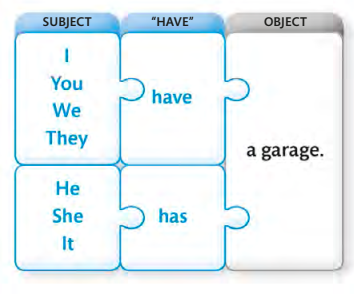 SUBJECT "HAVE" OBJECT
I
You
We
They
have
He
She
It
has
a garage.